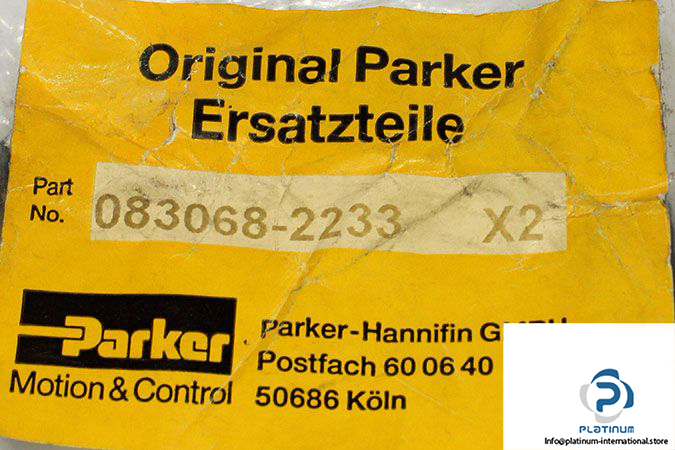 Original Parker
Ersatzteile
Part
No.
083068-2233 X2
Parker
Motion & Control
Parker-Hannifin
Postfach 60 06 40
50686 Köln
PLATINUM
Info@platinum-international.store